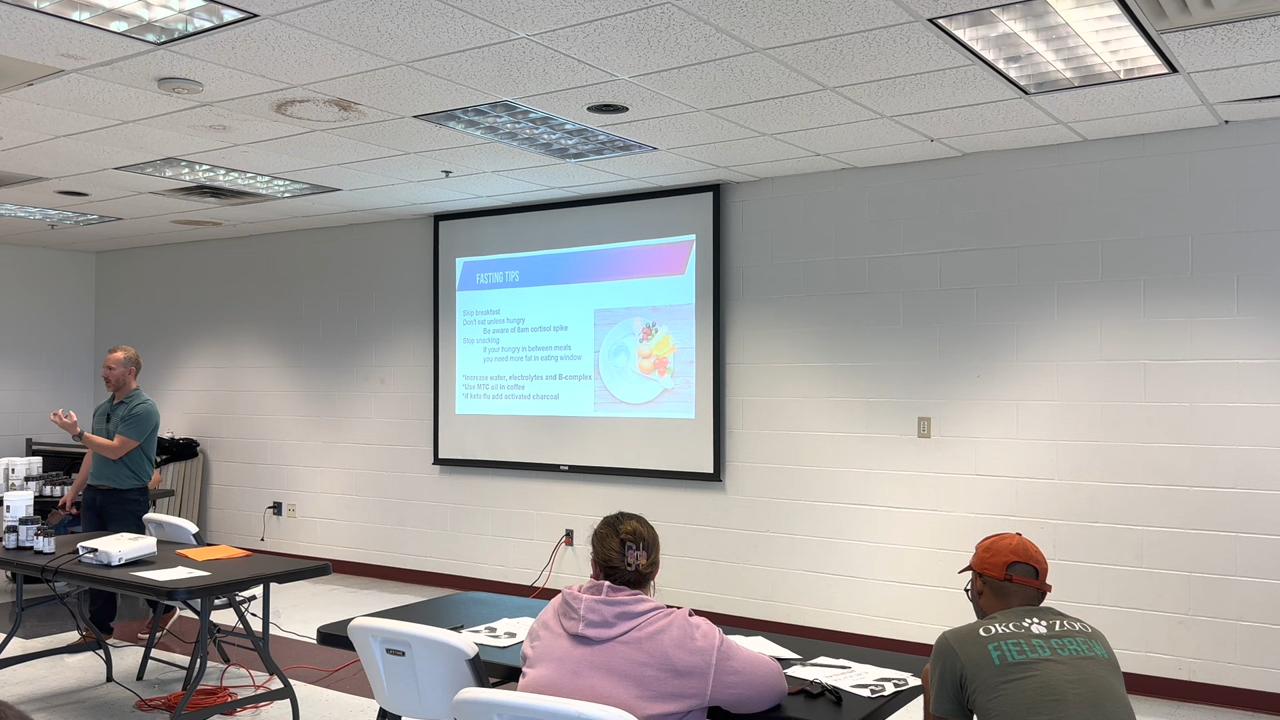 FASTING TIPS
Skip breakfast
Don't eat unless hungry
Be aware of 8am cortisol spike
Stop snacking
If your hungry in between meals
you need more fat in eating window
*Increase water, electrolytes and B-complex
*Use MTC oil in coffee
*If keto flu add activated charcoal
OKC ZOO
FIELD CREW
LIFETIME